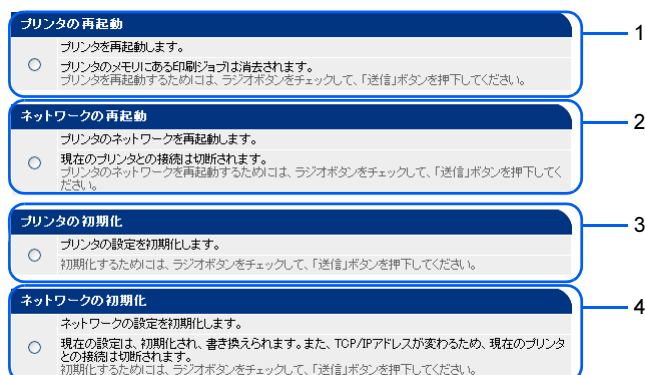 プリンタの再起動
1
プリンタを再起動します。
プリンタのメモリにある印刷ジョブは消去されます。
プリンタを再起動するためには、ラジオボタンをチェックして、「送信」ボタンを押下してください。
ネットワークの再起動
2
プリンタのネットワークを再起動します。
現在のプリンタとの接続は切断されます。
プリンタのネットワークを再起動するためには、ラジオボタンをチェックして、「送信」ボタンを押下してく
ださい。
プリンタの初期化
3
プリンタの設定を初期化します。
初期化するためには、ラジオボタンをチェックして、「送信」ボタンを押下してください。
ネットワークの初期化
4
ネットワークの設定を初期化します。
現在の設定は、初期化され、書き換えられます。また、TCP/IPアドレスが変わるため、現在のプリンタ
との接続は切断されます。
初期化するためには、ラジオボタンをチェックして、「送信」ボタンを押下してください。